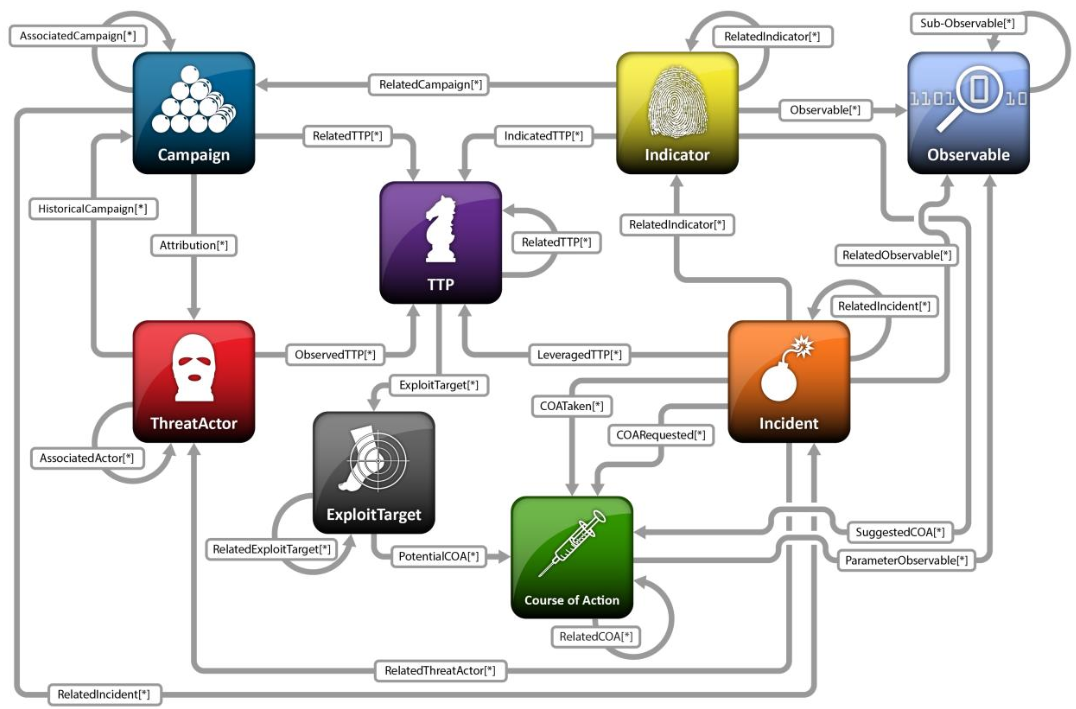 AssociatedCampaign[*]
RelatedIndicator[*]
Sub-Observable[*]
RelatedCampaign[*]
1101 0 10
Observable[*]
Campaign
RelatedTTP[*]
IndicatedTTP[*]
Indicator
Observable
HistoricalCampaign[*]
Attribution[*]
RelatedTTP[*]
RelatedIndicator[*]
RelatedObservable[*]
TTP
RelatedIncident[*]
ObservedTTP[*]
LeveragedTTP[*]
ExploitTarget[*]
COATaken[*]
ThreatActor
Incident
COARequested[*]
AssociatedActor[*]
ExploitTarget
RelatedExploitTarget[*]
PotentialCOA[*]
SuggestedCOA[*]
ParameterObservable[*]
Course of Action
RelatedCOA[*]
RelatedThreatActor[*]
RelatedIncident[*]